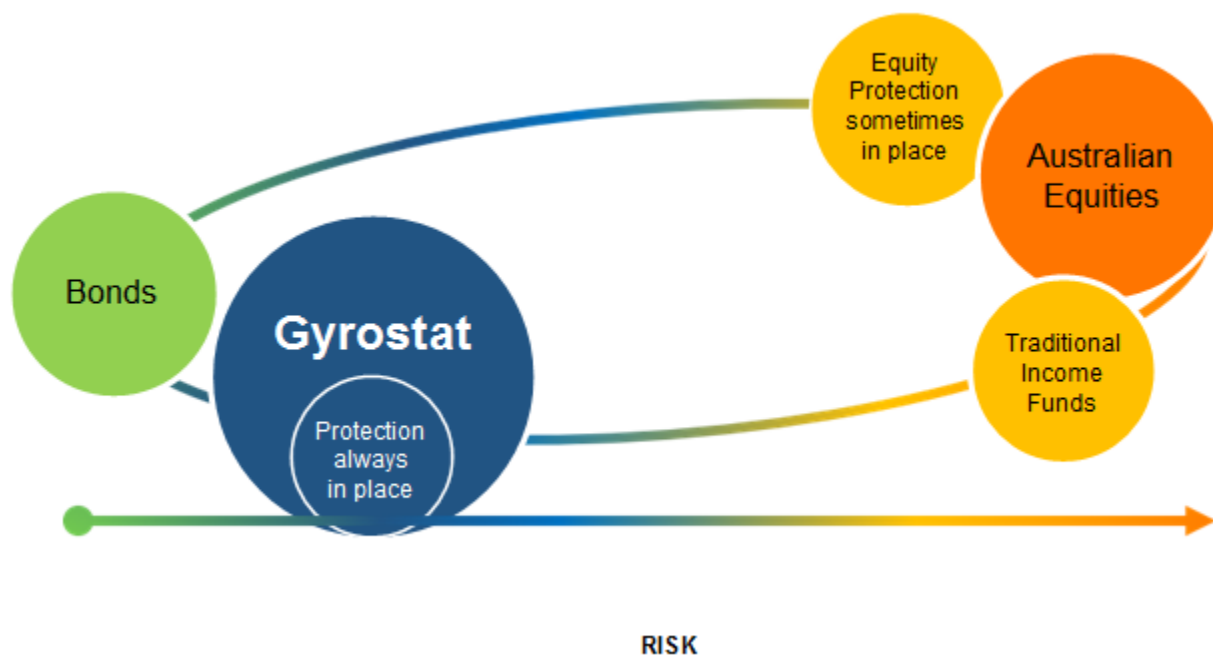 Equity
Protection
sometimes
in place
Australian
Equities
Bonds
Gyrostat
Protection
always
in place
Traditional
Income
Funds
RISK